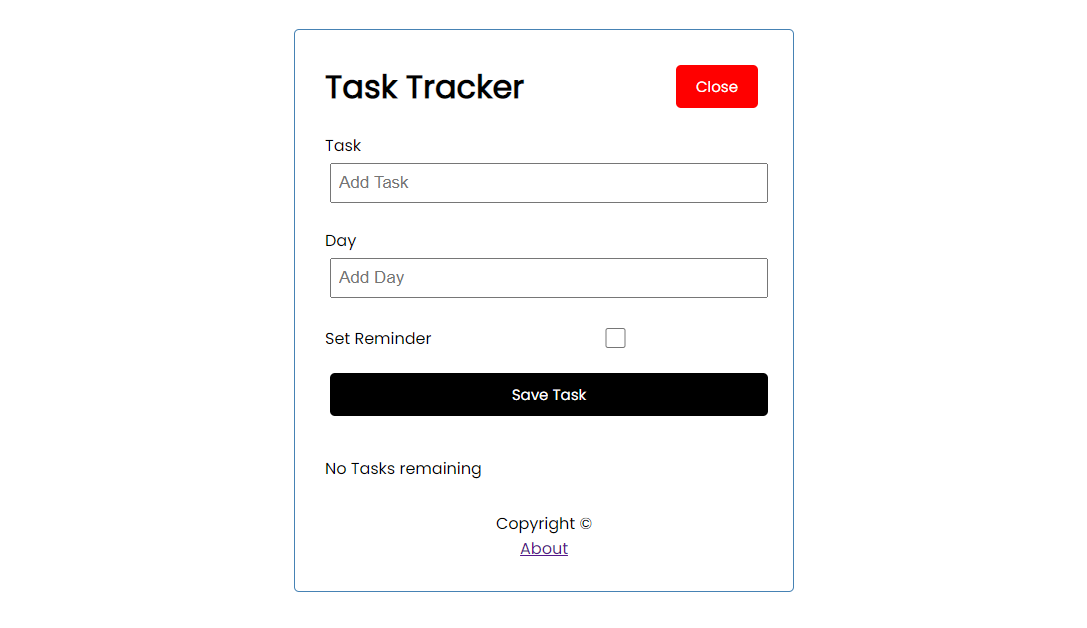 Task Tracker
Close
Task
Add Task
Day
Add Day
Set Reminder
Save Task
No Tasks remaining
Copyright ©
About